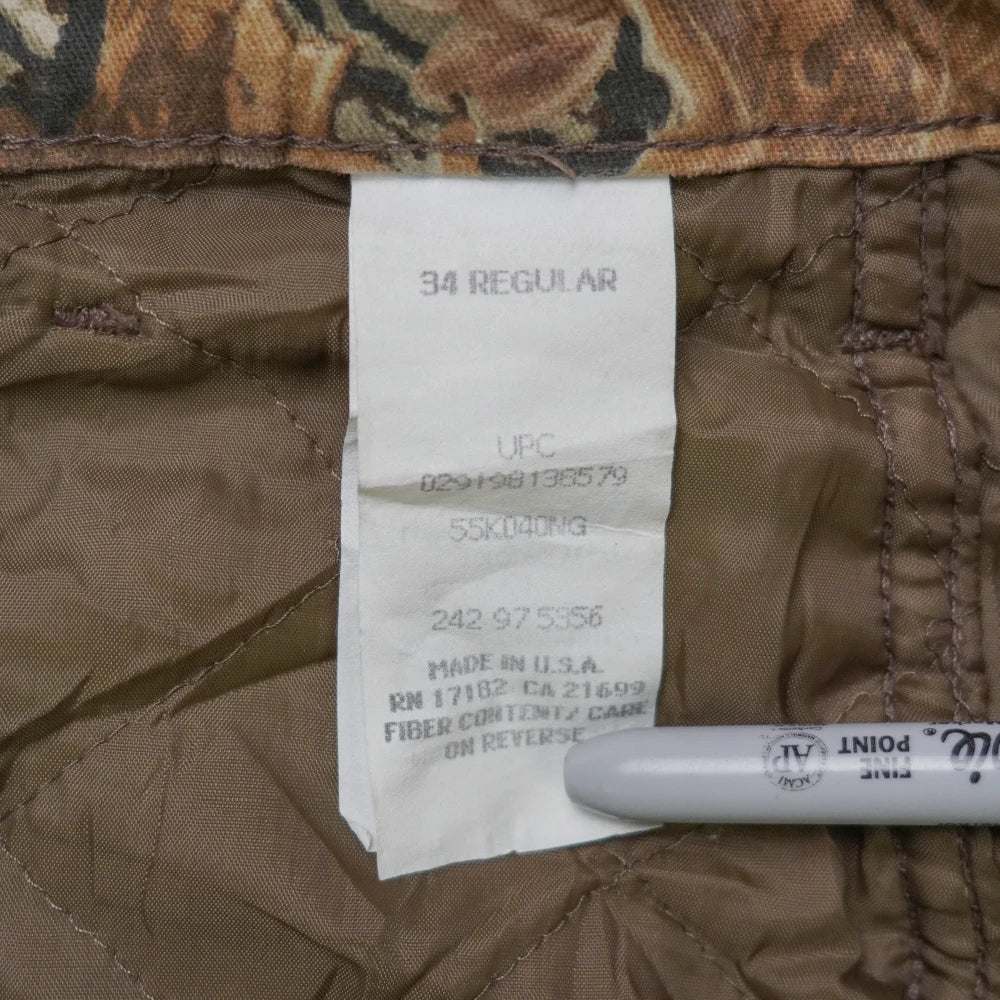 34 REGULAR
UPC
029198138579
55K040NG
242 97 5356
MADE IN U.S.A.
RN 17182 CA 21699
FIBER CONTENT/ CARE
ON REVERSE
FINE
POINT
AP
ACMI